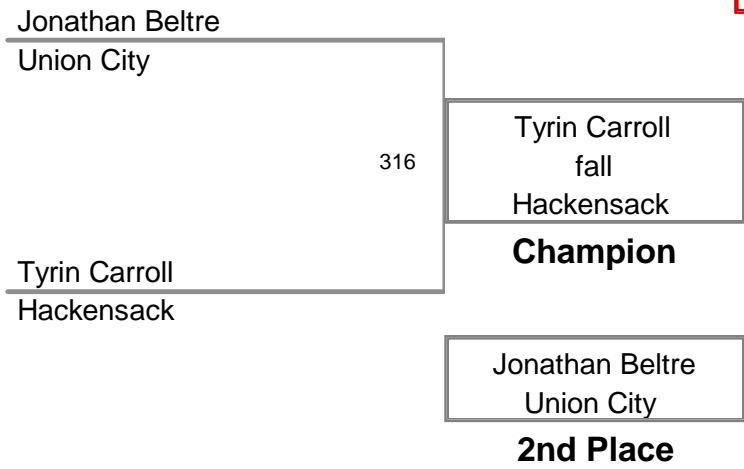 Jonathan Beltre
Union City
316
Tyrin Carroll
fall
Hackensack
Champion
Tyrin Carroll
Hackensack
Jonathan Beltre
Union City
2nd Place